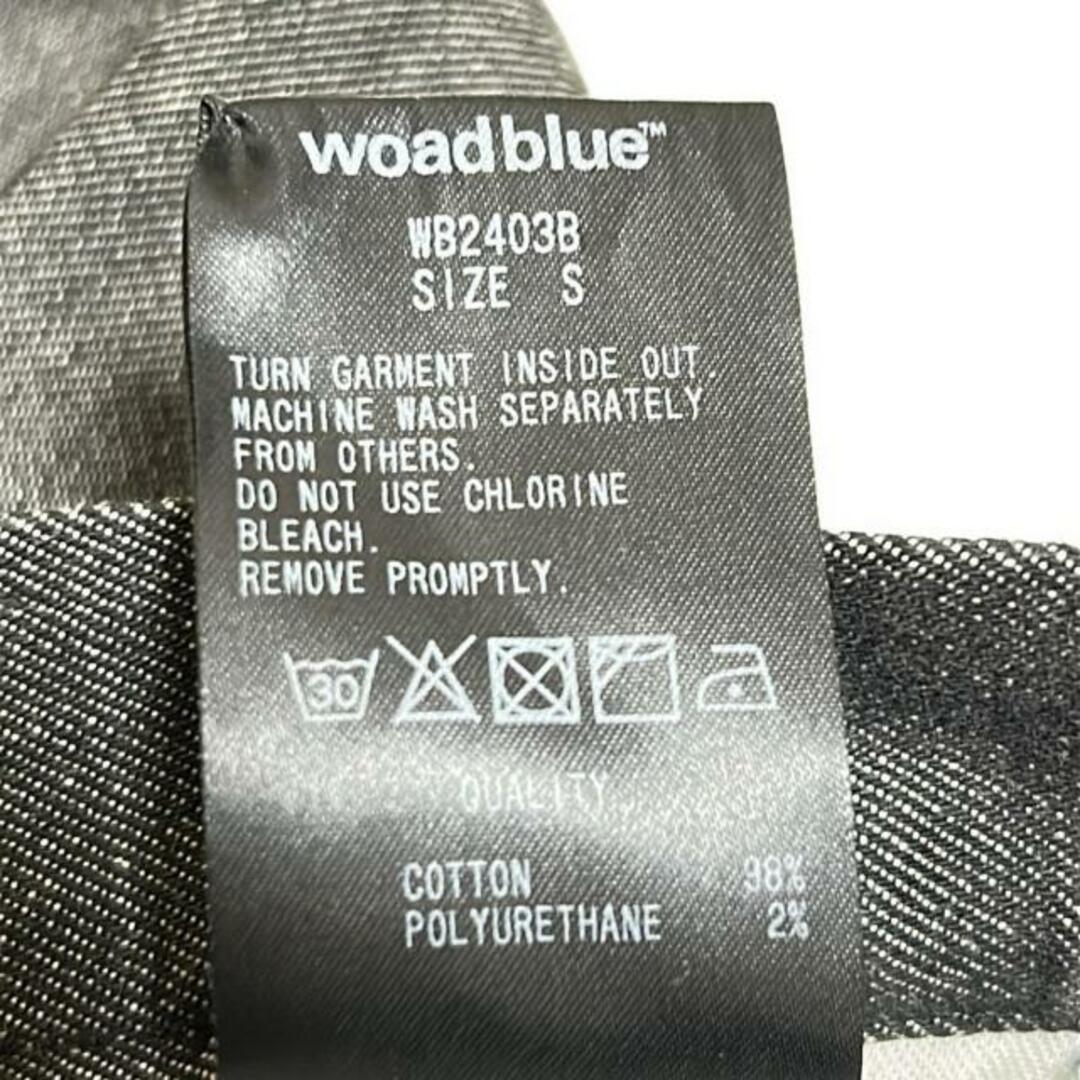 woadblue™
WB2403B
SIZE S
TURN GARMENT INSIDE OUT.
MACHINE WASH SEPARATELY
FROM OTHERS.
DO NOT USE CHLORINE
BLEACH.
REMOVE PROMPTLY.
30
QUALITY
COTTON 98%
POLYURETHANE 2%